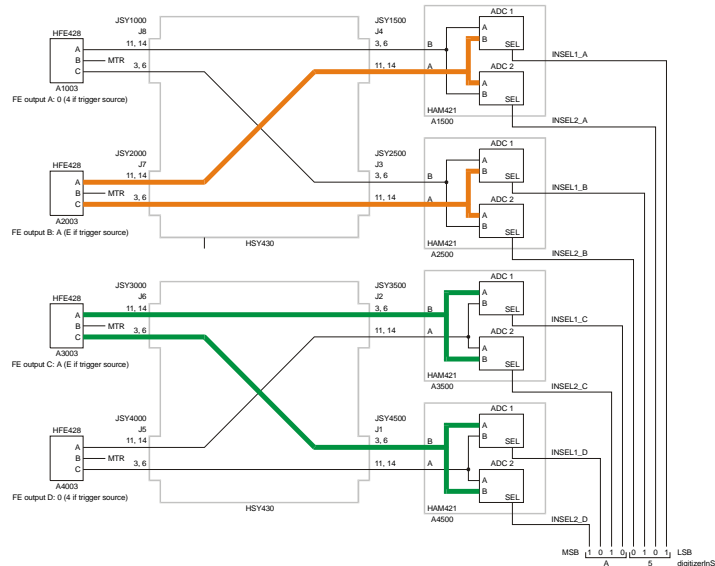 JSY1000
J8
JSY1500
J4
ADC 1
HFE428
11, 14
3, 6
B
A
B
SEL
INSEL1_A
A
B
MTR
C
3, 6
11, 14
A
ADC 2
A
B
SEL
A1003
FE output A: 0 (4 if trigger source)
HAM421
A1500
INSEL2_A
JSY2000
J7
JSY2500
J3
ADC 1
HFE428
11, 14
3, 6
B
A
B
SEL
INSEL1_B
A
B
MTR
C
3, 6
11, 14
A
ADC 2
A
B
SEL
A2003
FE output B: A (E if trigger source)
HSY430
HAM421
A2500
INSEL2_B
JSY3000
J6
JSY3500
J2
ADC 1
HFE428
11, 14
3, 6
B
A
B
SEL
INSEL1_C
A
B
MTR
C
3, 6
11, 14
A
ADC 2
A
B
SEL
A3003
FE output C: A (E if trigger source)
HAM421
A3500
INSEL2_C
JSY4000
J5
JSY4500
J1
ADC 1
HFE428
11, 14
3, 6
B
A
B
SEL
INSEL1_D
A
B
MTR
C
3, 6
11, 14
A
ADC 2
A
B
SEL
A4003
FE output D: 0 (4 if trigger source)
HSY430
HAM421
A4500
INSEL2_D
MSB 1 0 1 0 0 1 0 1 LSB
A 5 digitizerInS